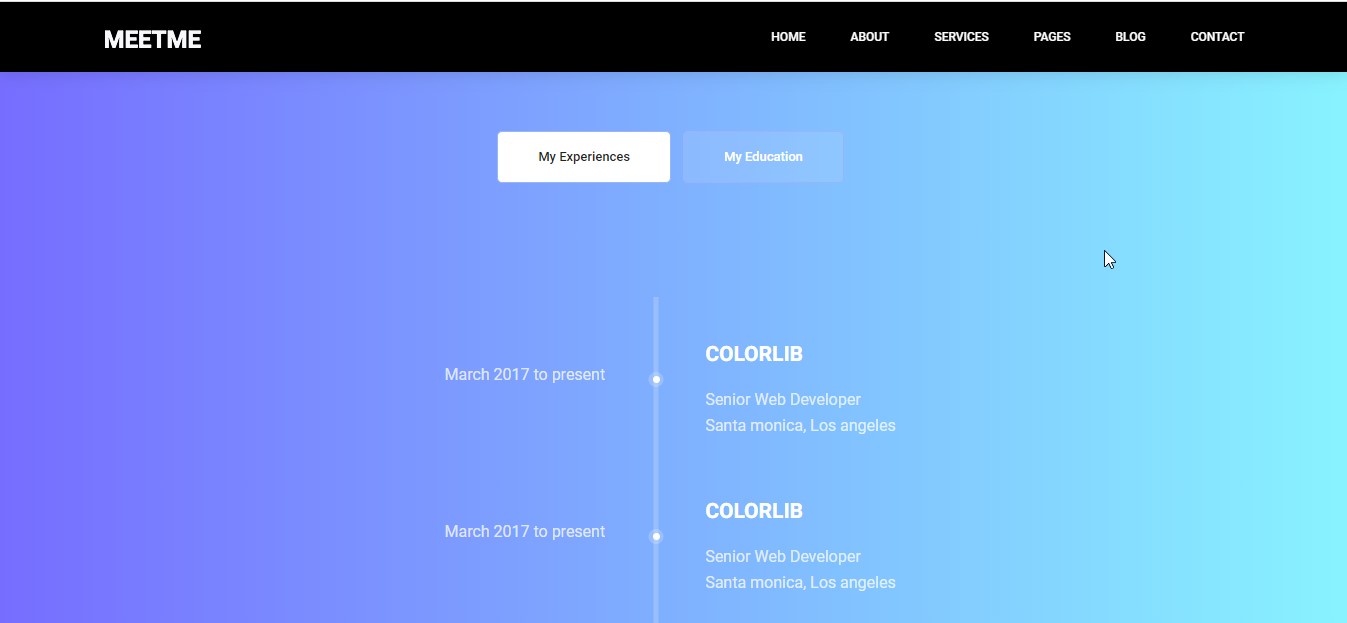 MEETME
HOME ABOUT SERVICES PAGES BLOG CONTACT
My Experiences My Education
March 2017 to present
COLORLIB
Senior Web Developer
Santa monica, Los angeles
March 2017 to present
COLORLIB
Senior Web Developer
Santa monica, Los angeles